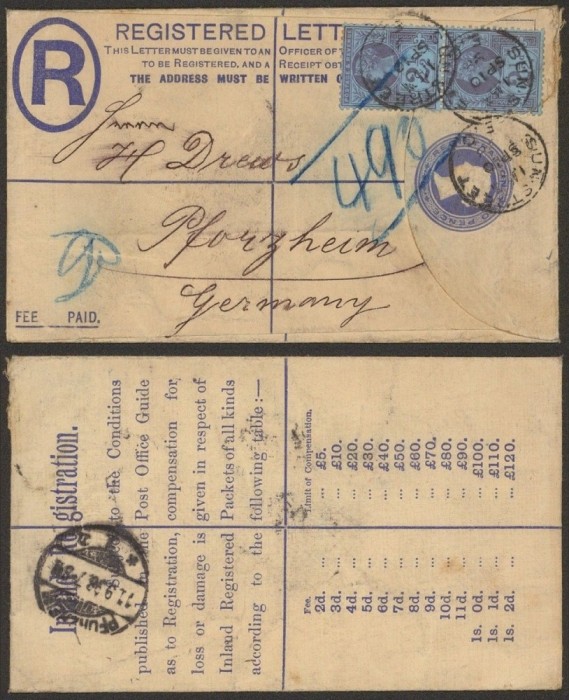 REGISTERED LETT
THIS LETTER MUST BE GIVEN TO AN OFFICER OF T
TO BE REGISTERED, AND A RECEIPT OBT
THE ADDRESS MUST BE WRITTEN
R
Herrn
H Drews
490
Pforzheim
Germany
FEE PAID.
SUN STREET
Inland Registration.
to the Conditions
published the Post Office Guide
as to Registration, compensation for
loss or damage is given in respect of
Inland Registered Packets of all kinds
according to the following table:—
Fee. Limit of Compensation.
2d. ... ... £5.
3d. ... ... £10.
4d. ... ... £20.
5d. ... ... £30.
6d. ... ... £40.
7d. ... ... £50.
8d. ... ... £60.
9d. ... ... £70.
10d. ... ... £80.
11d. ... ... £90.
1s. 0d. ... ... £100.
1s. 1d. ... ... £110.
1s. 2d. ... ... £120.